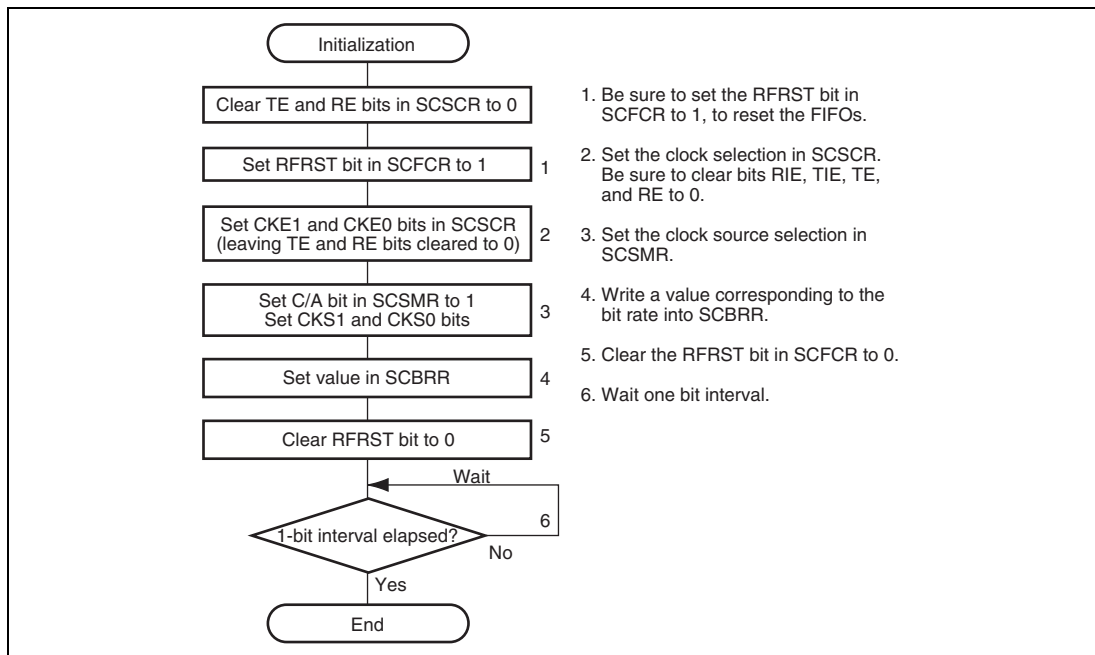 Initialization
Clear TE and RE bits in SCSCR to 0
Set RFRST bit in SCFCR to 1
1
Set CKE1 and CKE0 bits in SCSCR
(leaving TE and RE bits cleared to 0)
2
Set C/A bit in SCSMR to 1
Set CKS1 and CKS0 bits
3
Set value in SCBRR
4
Clear RFRST bit to 0
5
Wait
1-bit interval elapsed?
6
No
Yes
End
1. Be sure to set the RFRST bit in
SCFCR to 1, to reset the FIFOs.
2. Set the clock selection in SCSCR.
Be sure to clear bits RIE, TIE, TE,
and RE to 0.
3. Set the clock source selection in
SCSMR.
4. Write a value corresponding to the
bit rate into SCBRR.
5. Clear the RFRST bit in SCFCR to 0.
6. Wait one bit interval.